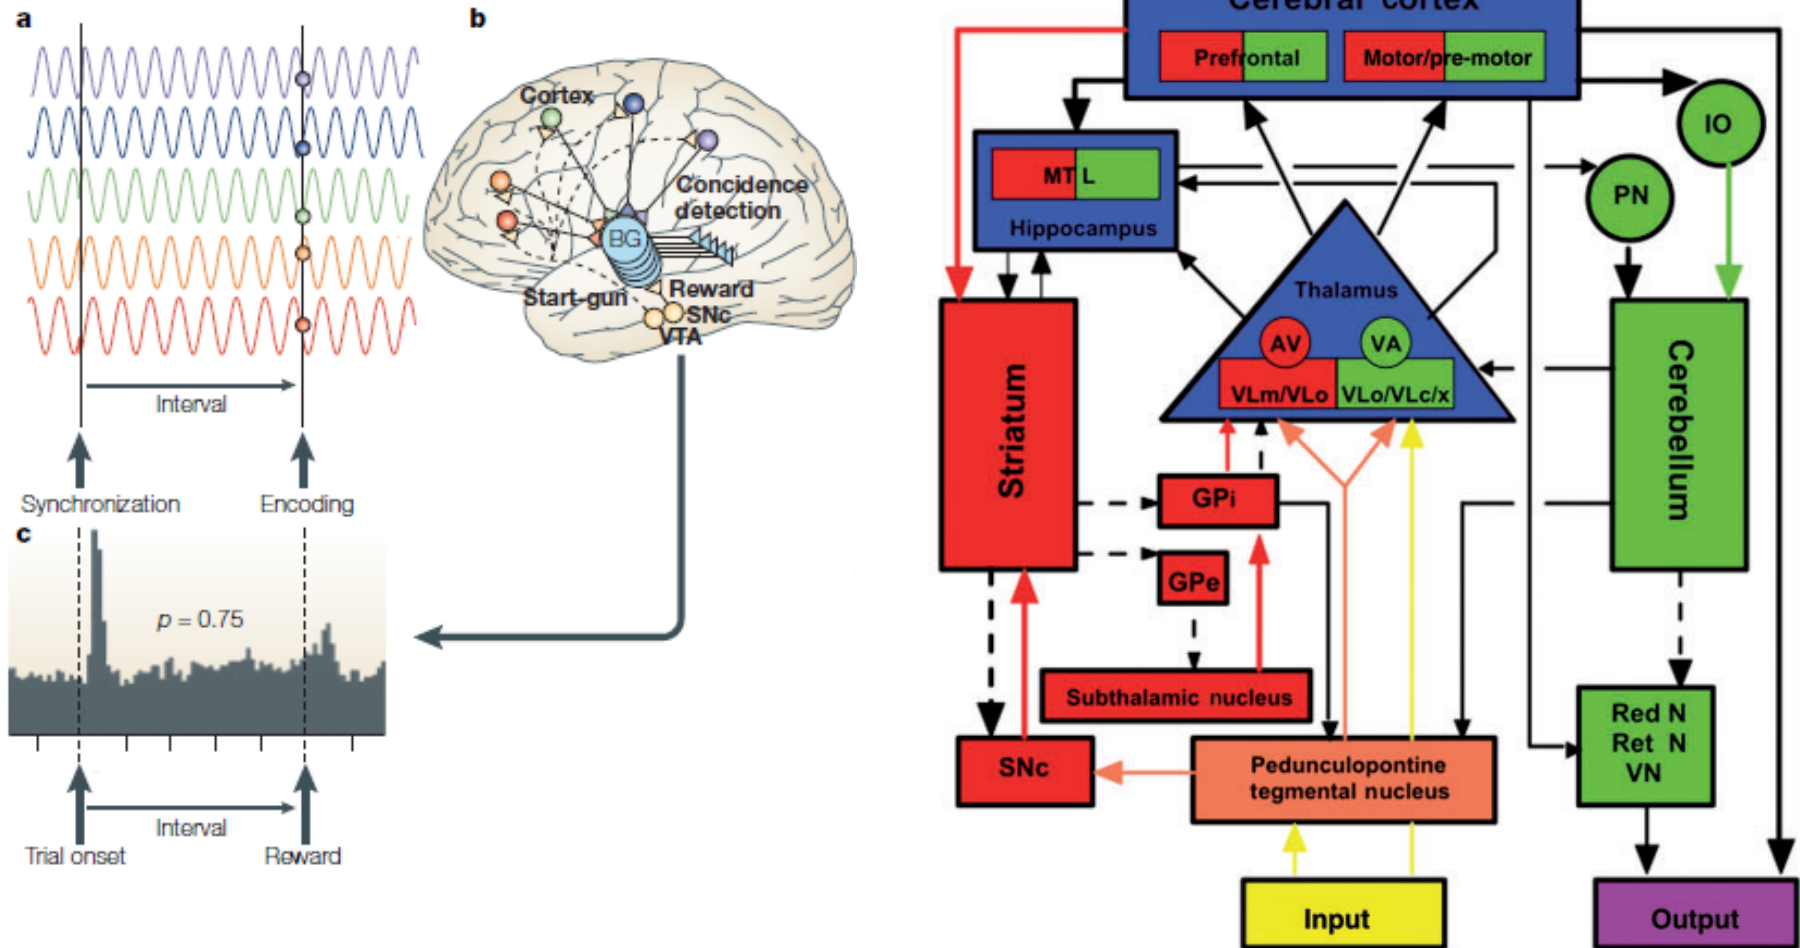 a
Interval
Synchronization
Encoding
b
Cortex
Concidence
detection
BG
Start-gun
Reward
SNc
VTA
c
p = 0.75
Interval
Trial onset
Reward
Cerebral cortex
Prefrontal
Motor/pre-motor
IO
PN
MTL
Hippocampus
Thalamus
AV
VA
VLm/VLo
VLo/VLc/x
Striatum
Cerebellum
GPi
GPe
Subthalamic nucleus
SNc
Pedunculopontine
tegmental nucleus
Red N
Ret N
VN
Input
Output